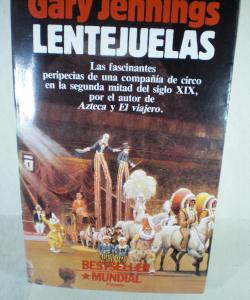 Gary Jennings
LENTEJUELAS
Las fascinantes
peripecias de una compañía de circo
en la segunda mitad del siglo XIX,
por el autor de
Azteca y El viajero.
BESTSELLER
MUNDIAL
Planeta